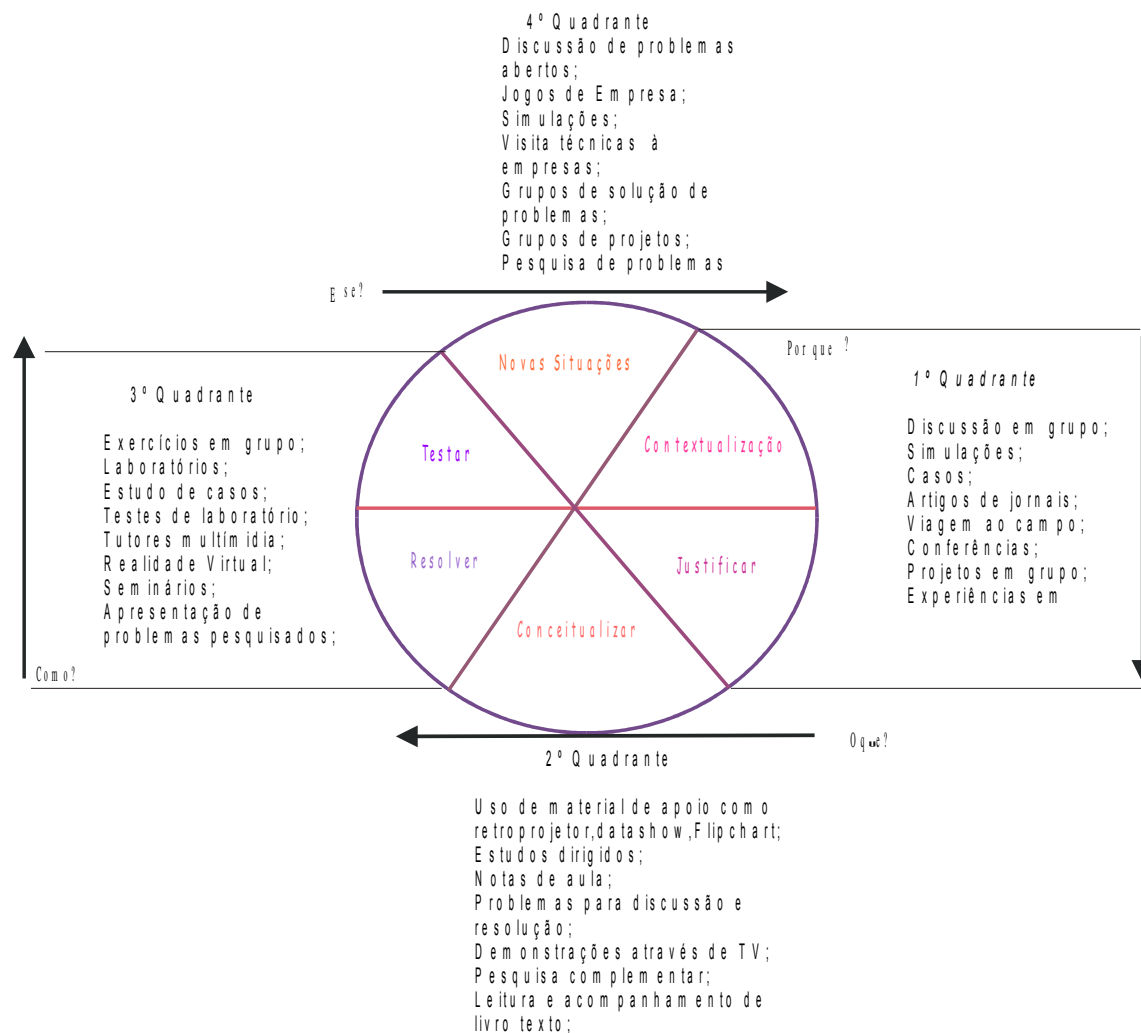 4º Quadrante
Discussão de problemas
abertos;
Jogos de Empresa;
Simulações;
Visita técnicas à
empresas;
Grupos de solução de
problemas;
Grupos de projetos;
Pesquisa de problemas
E se?
Por que ?
Novas Situações
Contextualização
Testar
Resolver
Justificar
Conceitualizar
1º Quadrante
Discussão em grupo;
Simulações;
Casos;
Artigos de jornais;
Viagem ao campo;
Conferências;
Projetos em grupo;
Experiências em
3º Quadrante
Exercícios em grupo;
Laboratórios;
Estudo de casos;
Testes de laboratório;
Tutores multímidia;
Realidade Virtual;
Seminários;
Apresentação de
problemas pesquisados;
Como?
O que?
2º Quadrante
Uso de material de apoio como
retroprojetor,datashow,Flipchart;
Estudos dirigidos;
Notas de aula;
Problemas para discussão e
resolução;
Demonstrações através de TV;
Pesquisa complementar;
Leitura e acompanhamento de
livro texto;